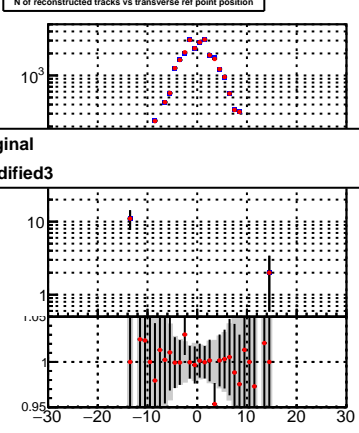 N of reconstructed tracks vs transverse ref point position
10³
ginal
dified3
10
1
1.05
1
0.95
−30 −20 −10 0 10 20 30